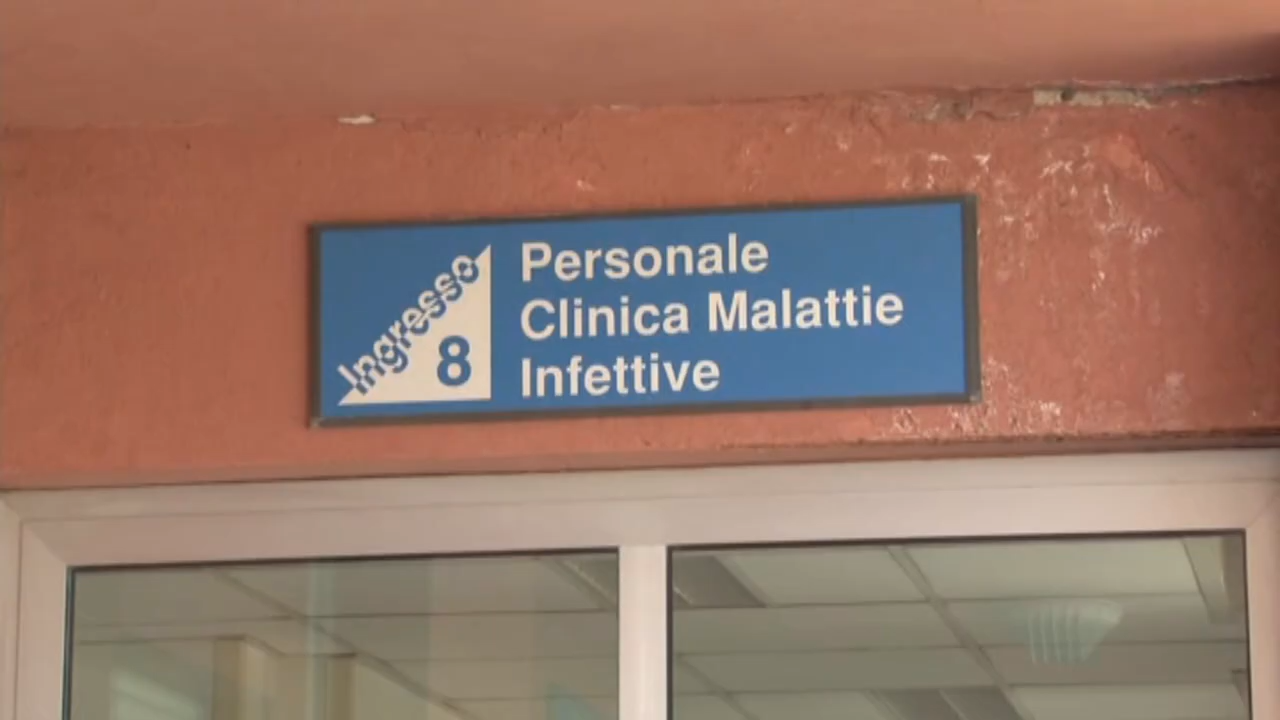 Ingresso
8
Personale
Clinica Malattie
Infettive